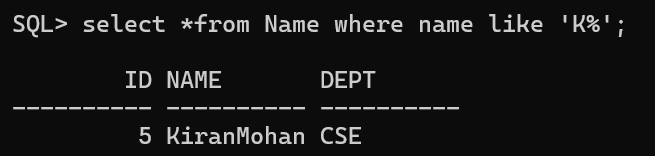 SQL> select *from Name where name like 'K%';
        ID NAME       DEPT
---------- ---------- ----------
         5 KiranMohan CSE